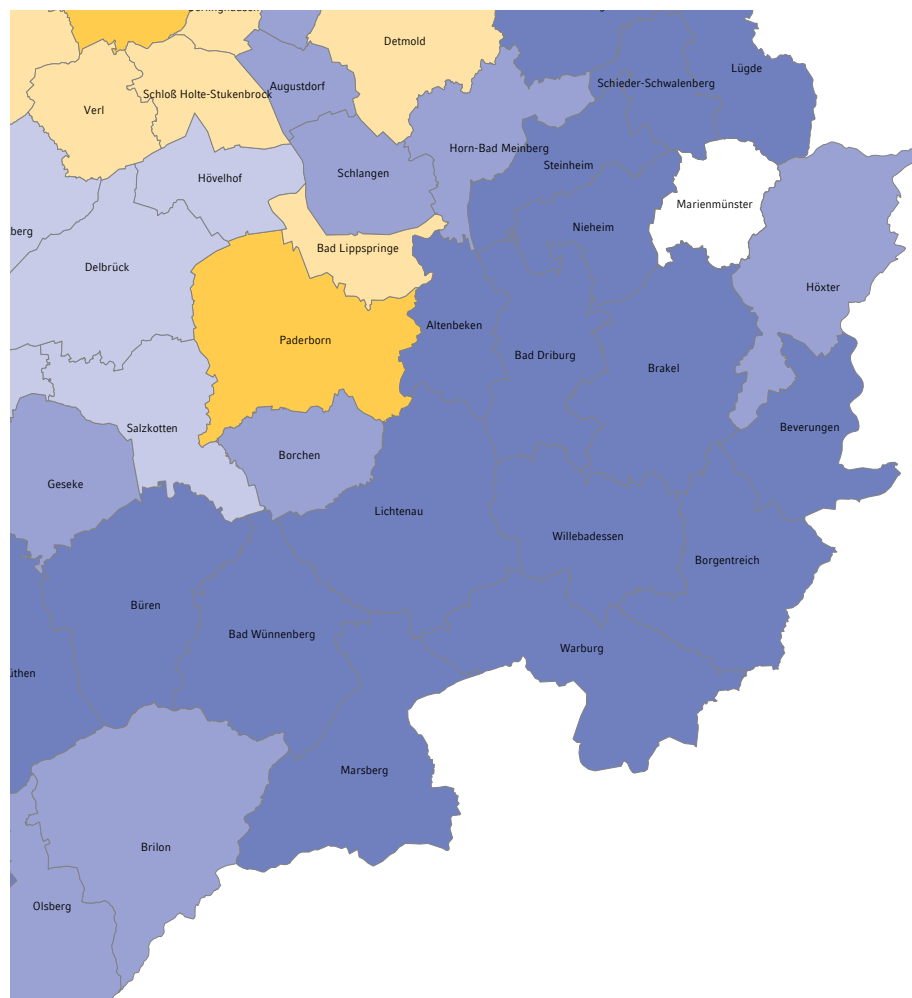 Detmold
Lügde
Schieder-Schwalenberg
Augustdorf
Schloß Holte-Stukenbrock
Verl
Horn-Bad Meinberg
Steinheim
Schlangen
Hövelhof
Marienmünster
Nieheim
berg
Bad Lippspringe
Delbrück
Höxter
Altenbeken
Paderborn
Bad Driburg
Brakel
Salzkotten
Beverungen
Borchen
Geseke
Lichtenau
Willebadessen
Borgentreich
Büren
Bad Wünnenberg
Warburg
üthen
Marsberg
Brilon
Olsberg